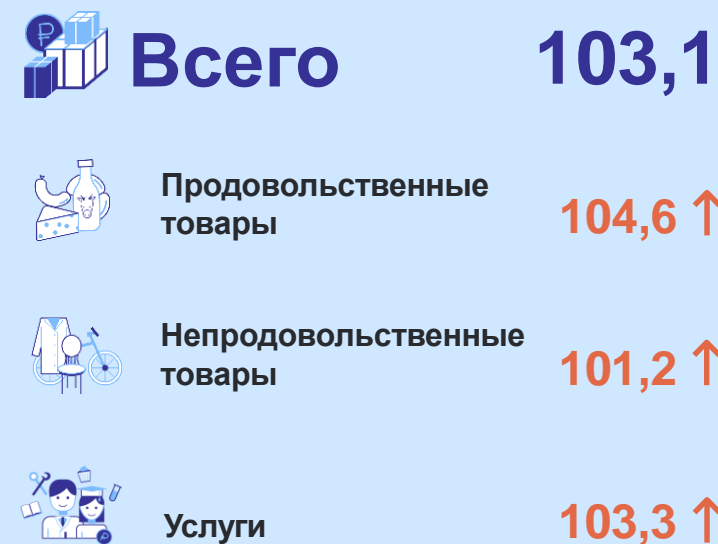 Всего 103,1
Продовольственные
товары 104,6 ↑
Непродовольственные
товары 101,2 ↑
Услуги 103,3 ↑